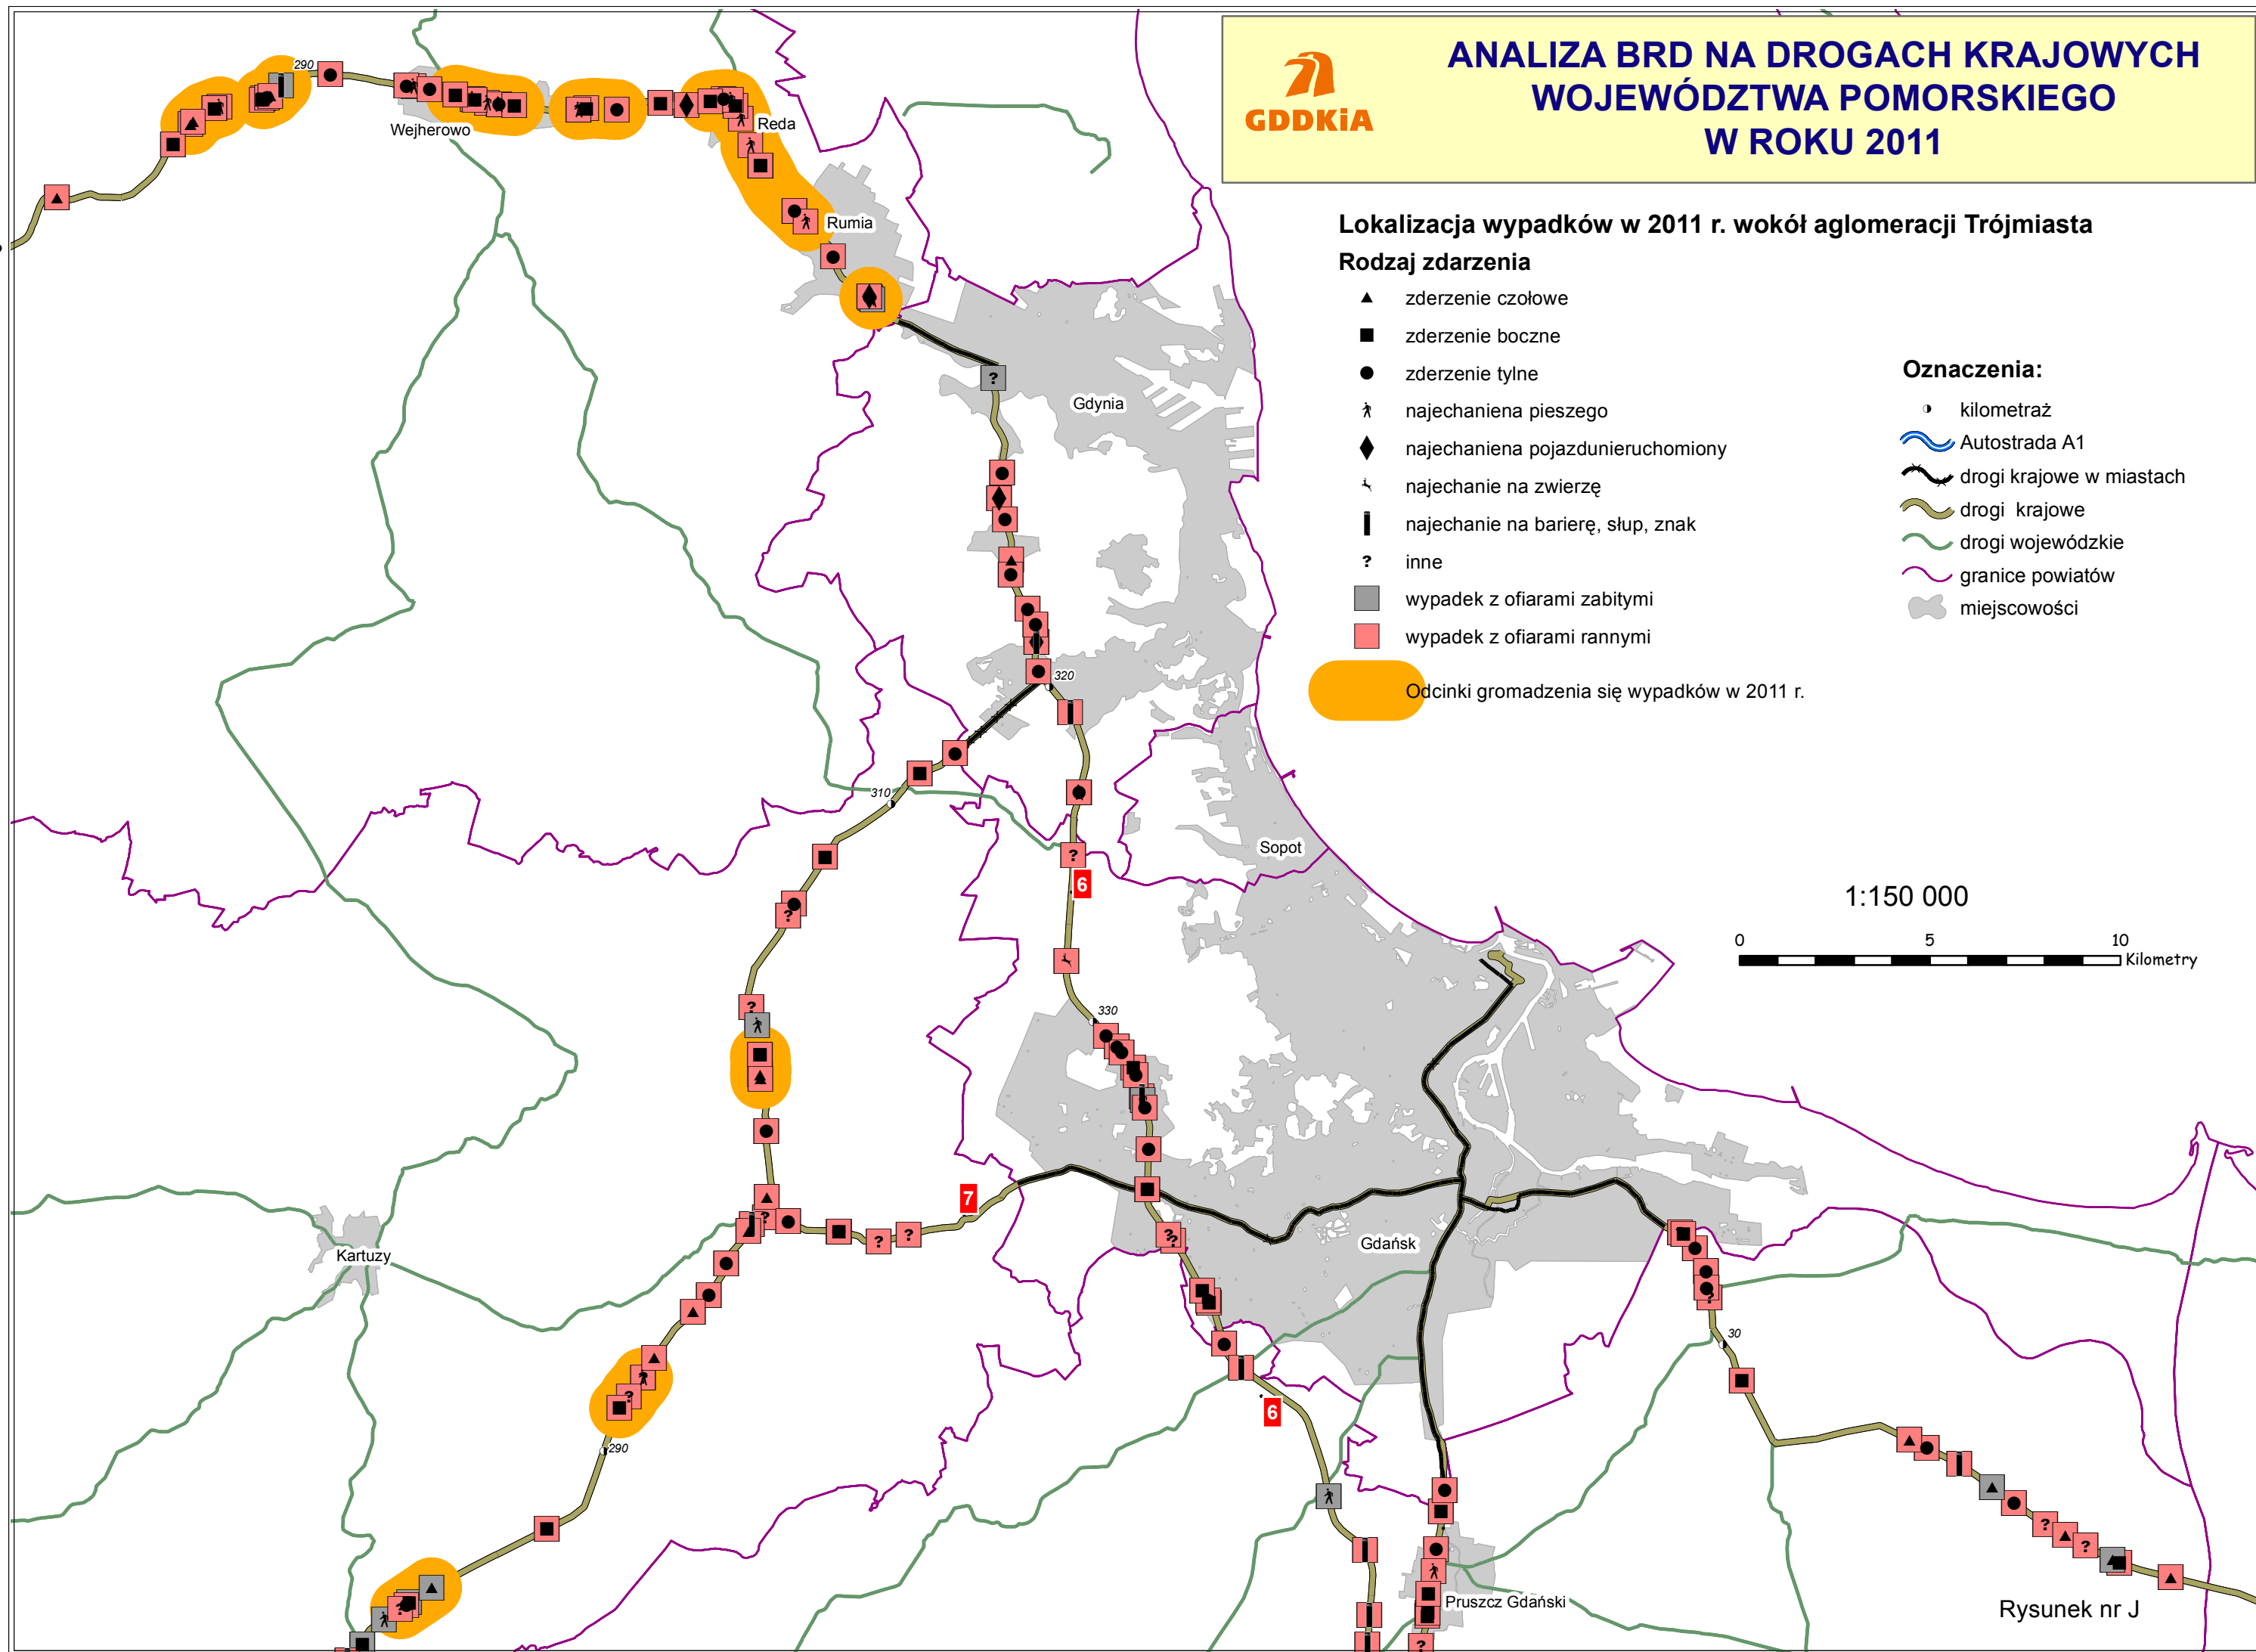 ANALIZA BRD NA DROGACH KRAJOWYCH
WOJEWÓDZTWA POMORSKIEGO
W ROKU 2011
GDDKiA
Lokalizacja wypadków w 2011 r. wokół aglomeracji Trójmiasta
Rodzaj zdarzenia
zderzenie czołowe
zderzenie boczne
zderzenie tylne
najechaniena pieszego
najechaniena pojazdunieruchomiony
najechanie na zwierzę
najechanie na barierę, słup, znak
? inne
wypadek z ofiarami zabitymi
wypadek z ofiarami rannymi
Odcinki gromadzenia się wypadków w 2011 r.
Oznaczenia:
kilometraż
Autostrada A1
drogi krajowe w miastach
drogi krajowe
drogi wojewódzkie
granice powiatów
miejscowości
1:150 000
0 5 10
Kilometry
290
Wejherowo
Reda
Rumia
Gdynia
320
310
Sopot
6
330
7
Kartuzy
Gdańsk
30
6
290
Pruszcz Gdański
Rysunek nr J